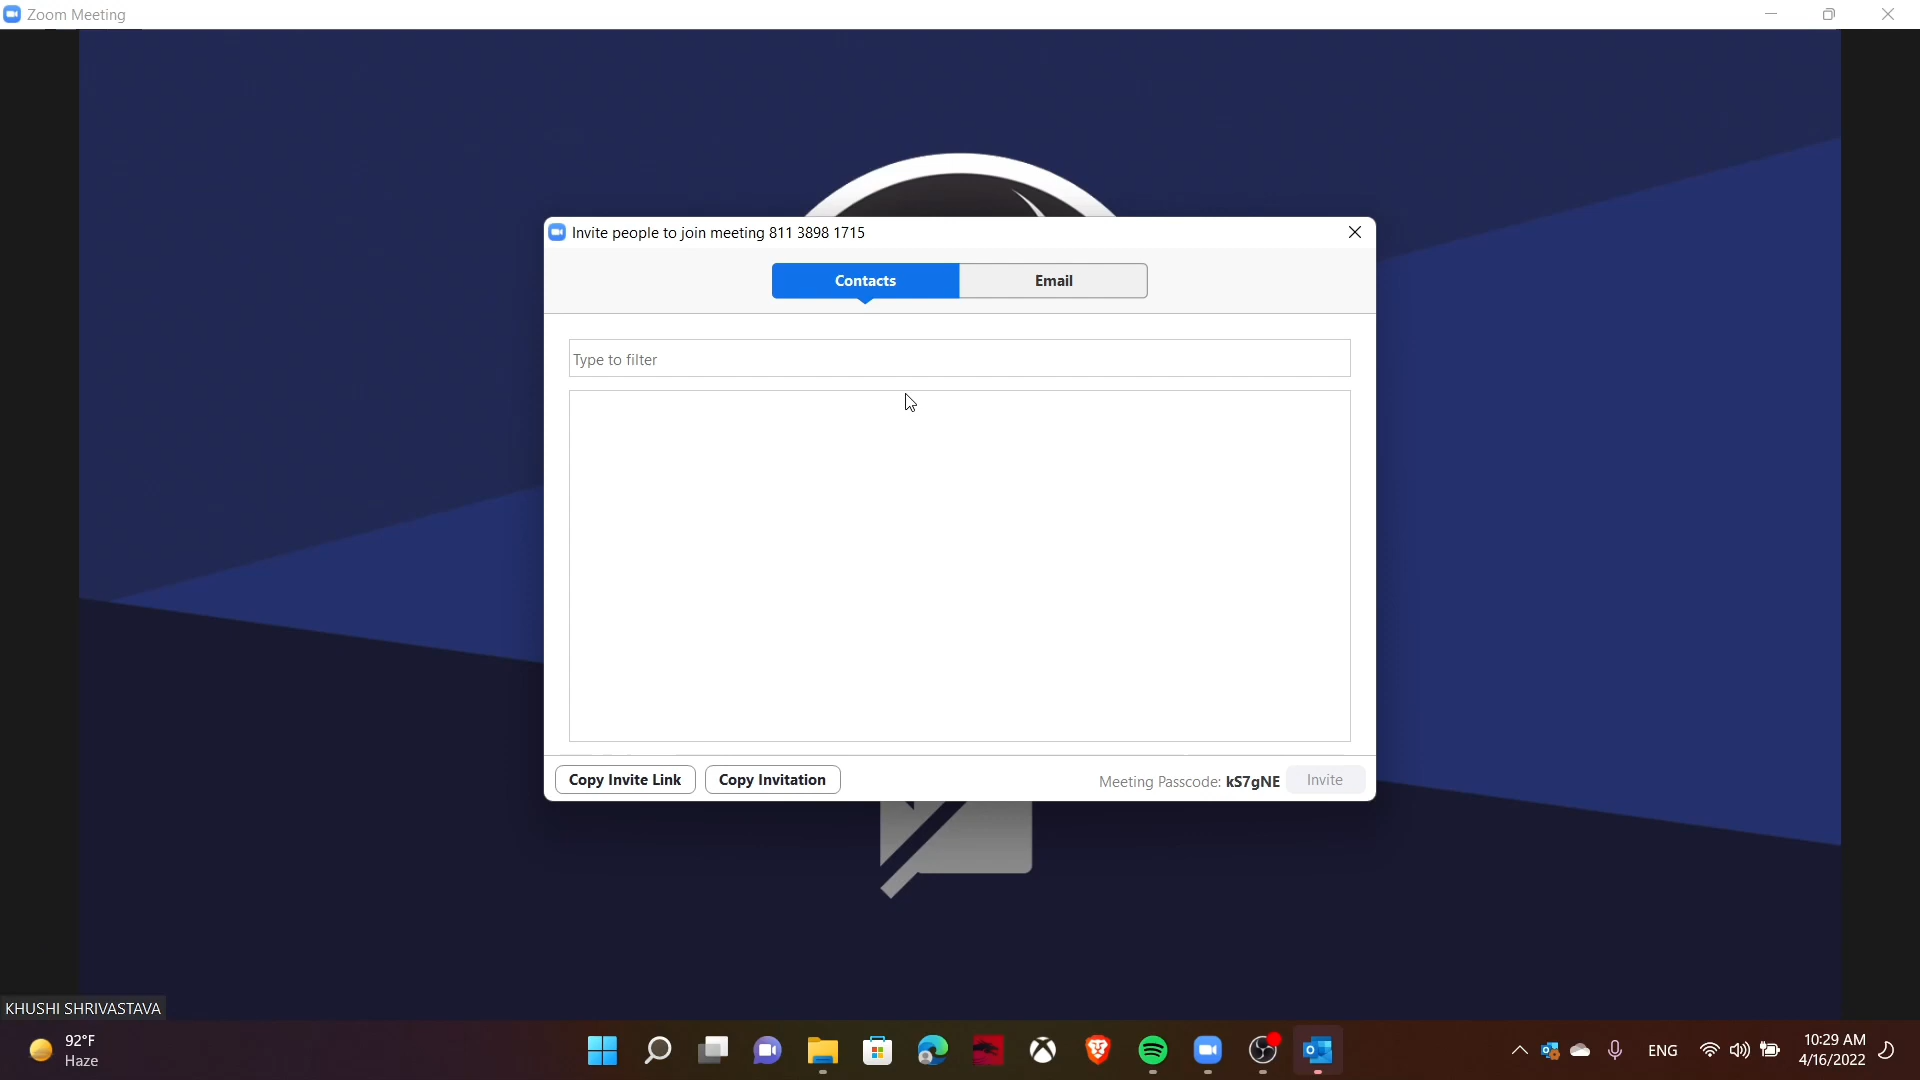 Zoom Meeting
Invite people to join meeting 811 3898 1715
Contacts
Email
Type to filter
Copy Invite Link
Copy Invitation
Meeting Passcode: kS7gNE
Invite
KHUSHI SHRIVASTAVA
92°F
Haze
ENG
10:29 AM
4/16/2022